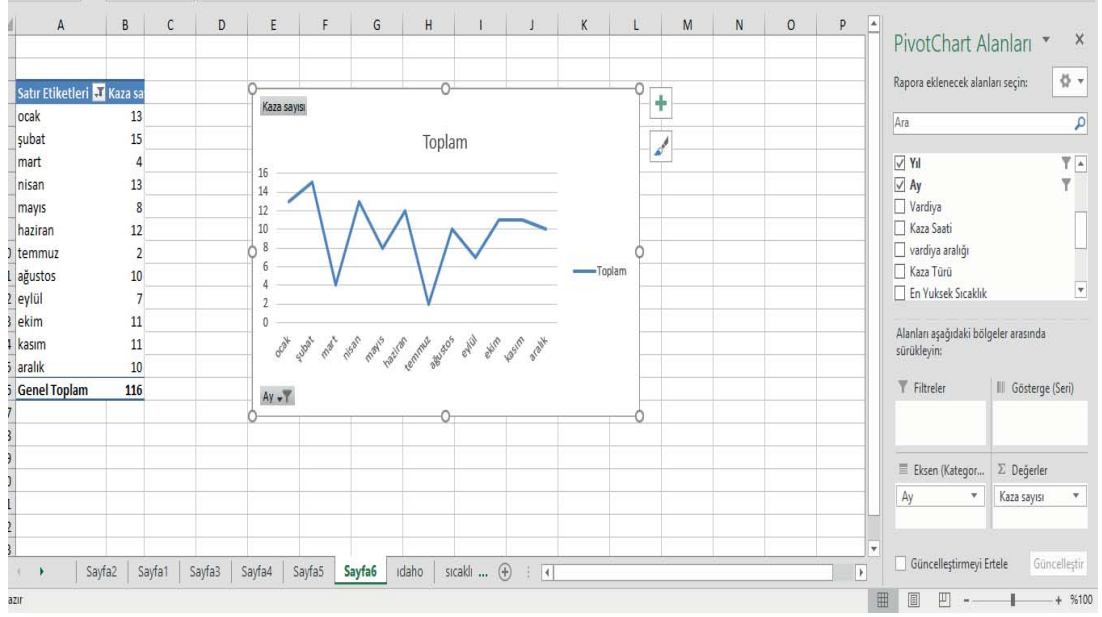 A B C D E F G H I J K L M N O P
Satır Etiketleri Kaza sa
ocak 13
şubat 15
mart 4
nisan 13
mayıs 8
haziran 12
temmuz 2
ağustos 10
eylül 7
ekim 11
kasım 11
aralık 10
Genel Toplam 116
Kaza sayısı
Toplam
16
14
12
10
8
6
4
2
0
ocak şubat mart nisan mayıs haziran temmuz ağustos eylül ekim kasım aralık
Toplam
Ay
PivotChart Alanları
Rapora eklenecek alanları seçin:
Ara
Yıl
Ay
Vardiya
Kaza Saati
vardiya aralığı
Kaza Türü
En Yuksek Sıcaklık
Alanları aşağıdaki bölgeler arasında
sürükleyin:
Filtreler
Gösterge (Seri)
Eksen (Kategor...
Σ Değerler
Ay
Kaza sayısı
Güncelleştirmeyi Ertele Güncelleştir
Sayfa2 Sayfa1 Sayfa3 Sayfa4 Sayfa5 Sayfa6 ıdaho sıcaklı ...
azır
%100